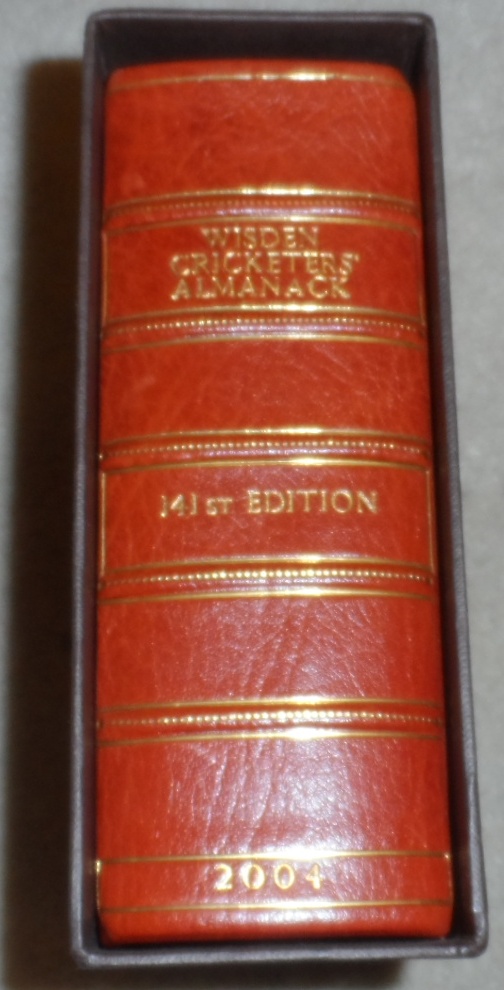 WISDEN
CRICKETERS'
ALMANACK
141ST EDITION
2004